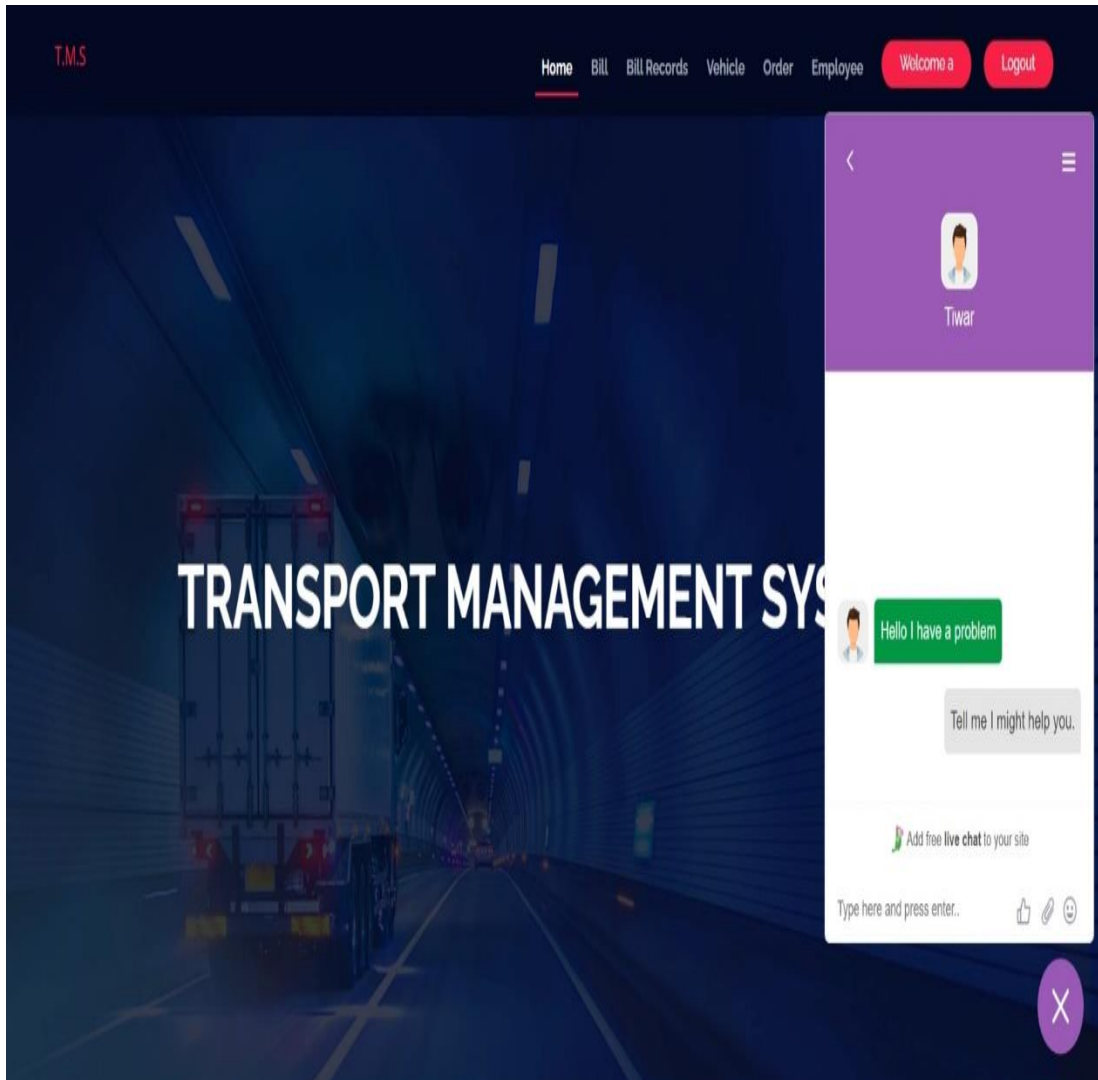 T.M.S
Home Bill Bill Records Vehicle Order Employee Welcome a Logout
TRANSPORT MANAGEMENT SYS
Tiwar
Hello I have a problem
Tell me I might help you.
Add free live chat to your site
Type here and press enter..